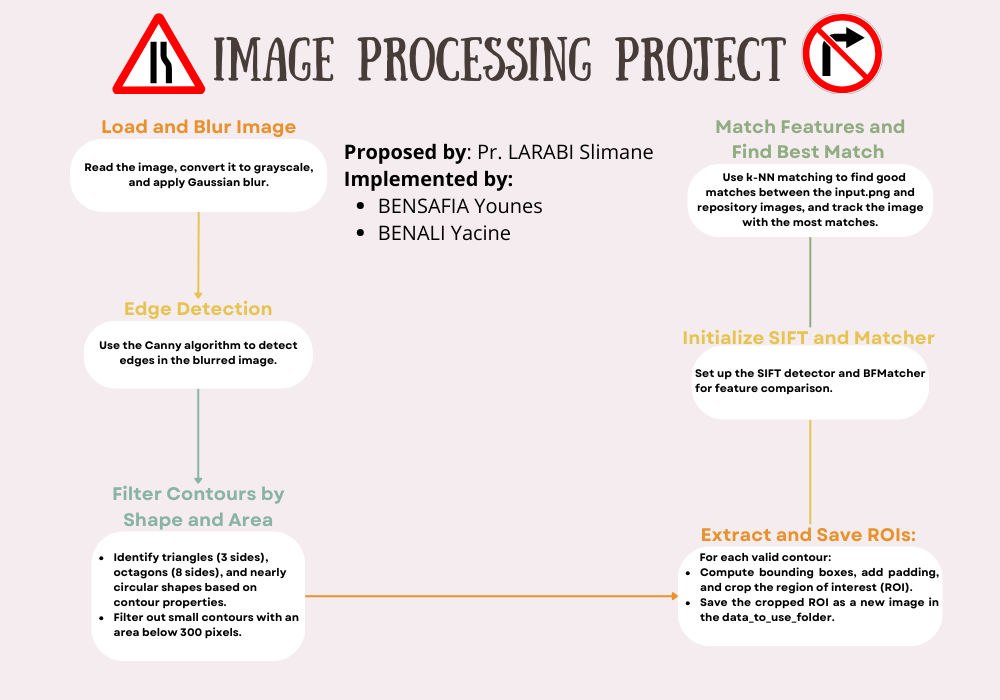 IMAGE PROCESSING PROJECT
Load and Blur Image
Read the image, convert it to grayscale,
and apply Gaussian blur.
Proposed by: Pr. LARABI Slimane
Implemented by:
• BENSAFIA Younes
• BENALI Yacine
Edge Detection
Use the Canny algorithm to detect
edges in the blurred image.
Filter Contours by
Shape and Area
• Identify triangles (3 sides),
octagons (8 sides), and nearly
circular shapes based on
contour properties.
• Filter out small contours with an
area below 300 pixels.
Match Features and
Find Best Match
Use k-NN matching to find good
matches between the input.png and
repository images, and track the image
with the most matches.
Initialize SIFT and Matcher
Set up the SIFT detector and BFMatcher
for feature comparison.
Extract and Save ROIs:
For each valid contour:
• Compute bounding boxes, add padding,
and crop the region of interest (ROI).
• Save the cropped ROI as a new image in
the data_to_use_folder.